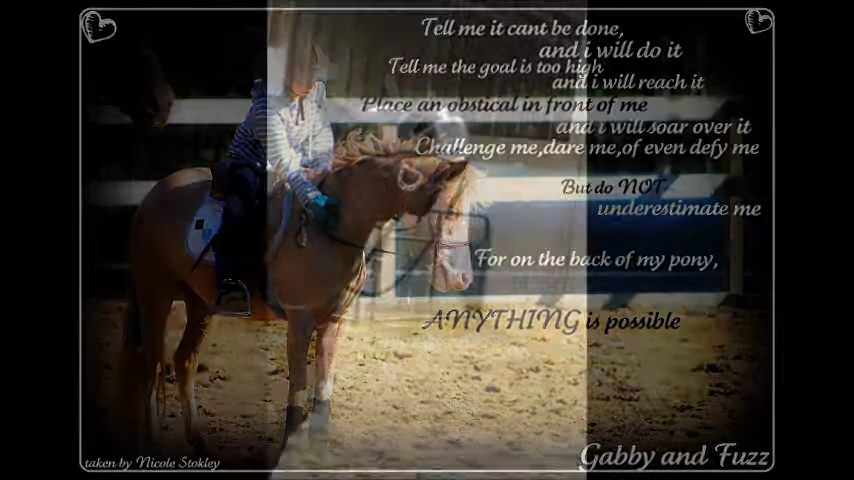 Tell me it cant be done,
and i will do it
Tell me the goal is too high
and i will reach it
Place an obstical in front of me
and i will soar over it
Challenge me,dare me,of even defy me
But do NOT
underestimate me
For on the back of my pony,
ANYTHING is possible
taken by Nicole Stokley
Gabby and Fuzz